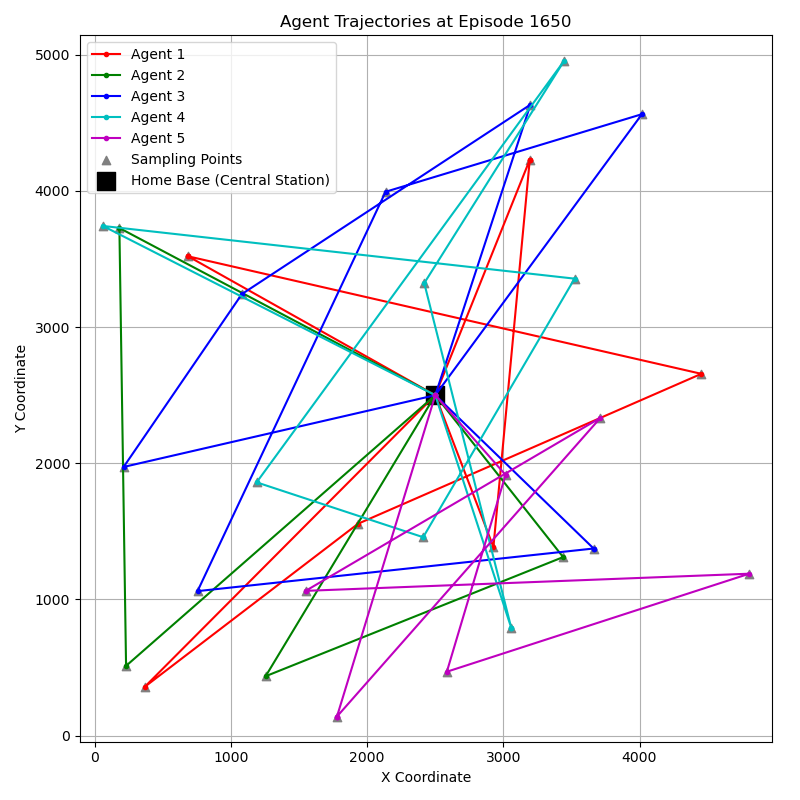 Agent Trajectories at Episode 1650
Agent 1
Agent 2
Agent 3
Agent 4
Agent 5
Sampling Points
Home Base (Central Station)
Y Coordinate
5000
4000
3000
2000
1000
0
0 1000 2000 3000 4000
X Coordinate